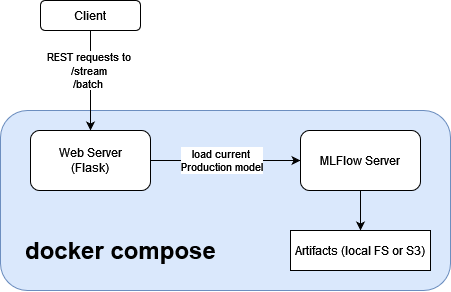 Client
REST requests to
/stream
/batch
Web Server
(Flask)
load current
Production model
MLFlow Server
docker compose
Artifacts (local FS or S3)